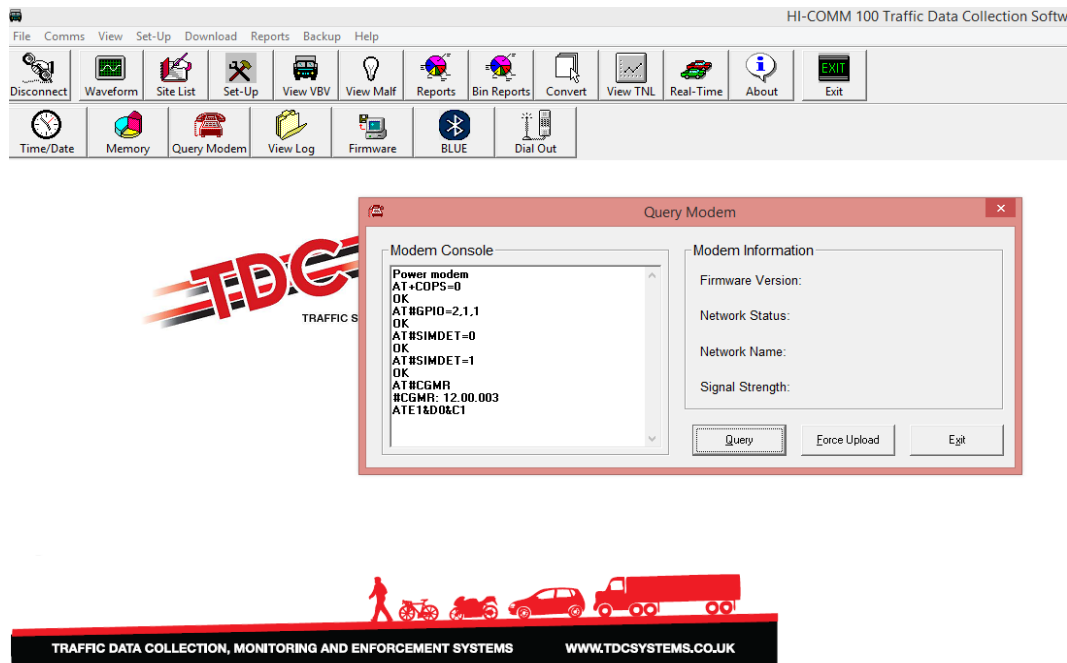 HI-COMM 100 Traffic Data Collection Softw
File Comms View Set-Up Download Reports Backup Help
Disconnect Waveform Site List Set-Up View VBV View Malf Reports Bin Reports Convert View TNL Real-Time About EXIT Exit
Time/Date Memory Query Modem View Log Firmware BLUE Dial Out
Query Modem
Modem Console
Power modem
AT+COPS=0
OK
AT#GPIO=2,1,1
OK
AT#SIMDET=0
OK
AT#SIMDET=1
OK
AT#CGMR
#CGMR: 12.00.003
ATE1&D0&C1
Modem Information
Firmware Version:
Network Status:
Network Name:
Signal Strength:
Query Force Upload Exit
TDC
TRAFFIC S
TRAFFIC DATA COLLECTION, MONITORING AND ENFORCEMENT SYSTEMS WWW.TDCSYSTEMS.CO.UK